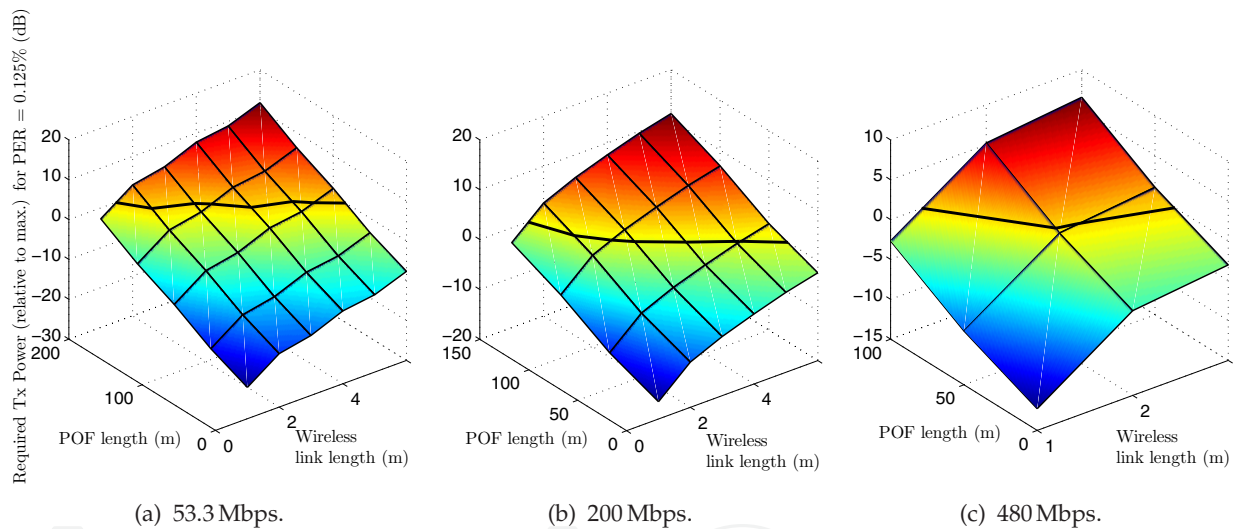 Required Tx Power (relative to max.) for PER = 0.125% (dB)
20
10
0
−10
−20
−30
200
100
0
0
2
4
POF length (m)
Wireless
link length (m)
(a) 53.3 Mbps.
20
10
0
−10
−20
150
100
50
0
0
2
4
POF length (m)
Wireless
link length (m)
(b) 200 Mbps.
10
5
0
−5
−10
−15
100
50
0
1
2
POF length (m)
Wireless
link length (m)
(c) 480 Mbps.